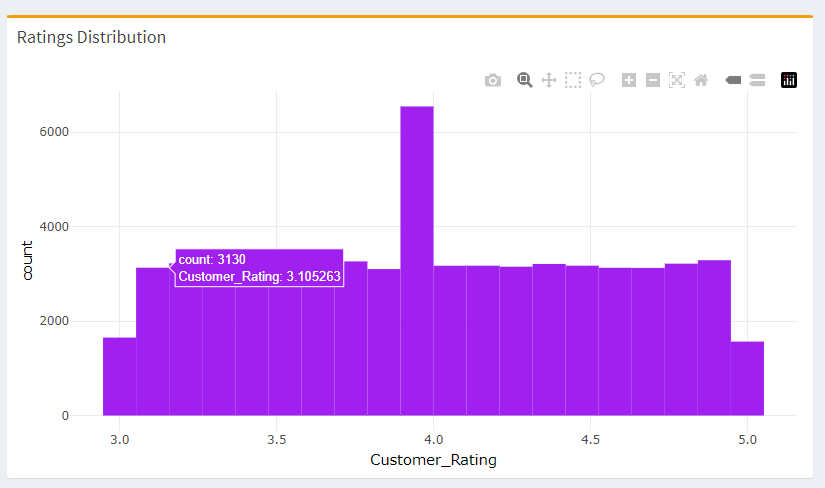 Ratings Distribution
6000
4000
2000
0
count
count: 3130
Customer_Rating: 3.105263
3.0
3.5
4.0
4.5
5.0
Customer_Rating